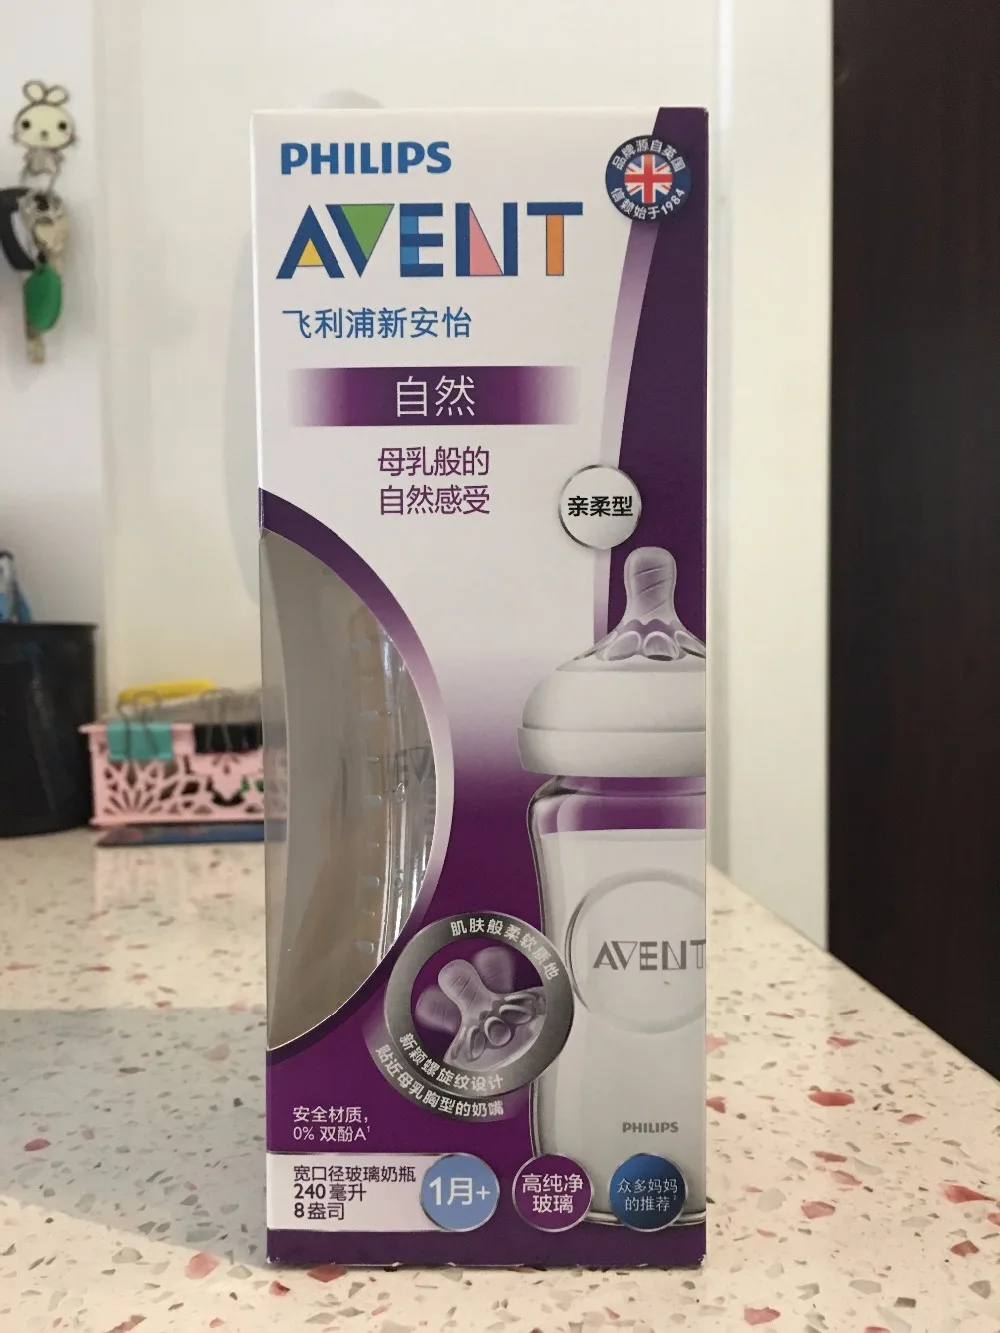 PHILIPS
AVENT
飞利浦新安怡
品牌源自英国
信赖始于1984
自然
母乳般的
自然感受
亲柔型
AVENT
肌肤般柔软质地
新颖螺旋纹设计
贴近母乳胸型的奶嘴
PHILIPS
安全材质，
0% 双酚A¹
宽口径玻璃奶瓶
240 毫升
8 盎司
1月+
高纯净
玻璃
众多妈妈
的推荐²